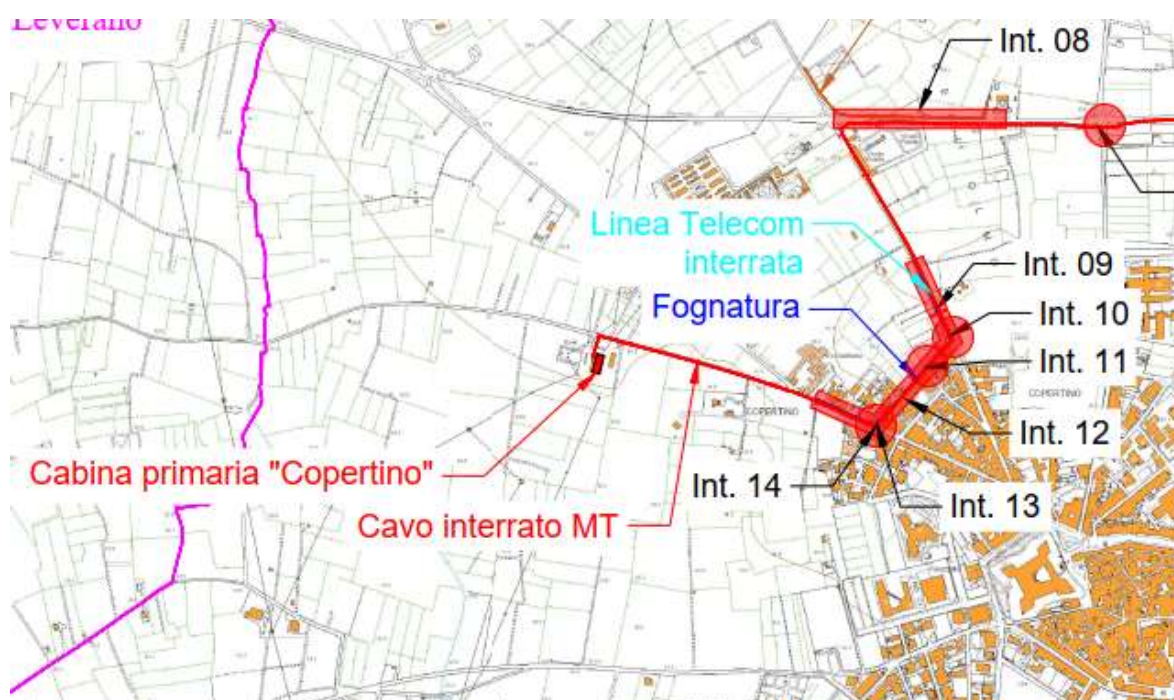 Leverano
Int. 08
Linea Telecom
interrata
Int. 09
Fognatura
Int. 10
Int. 11
COPERTINO
COPERTINO
Int. 12
Cabina primaria "Copertino"
Int. 14
Int. 13
Cavo interrato MT